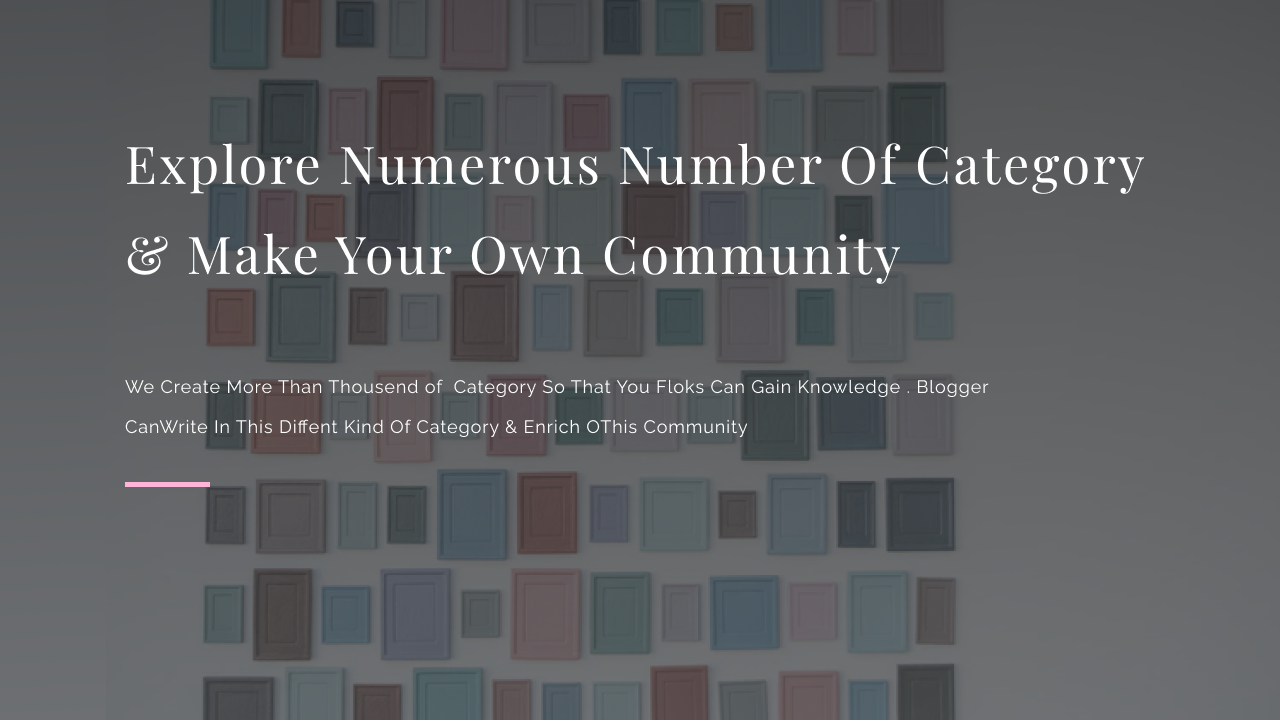 Explore Numerous Number Of Category
& Make Your Own Community
We Create More Than Thousend of  Category So That You Floks Can Gain Knowledge . Blogger
CanWrite In This Diffent Kind Of Category & Enrich OThis Community